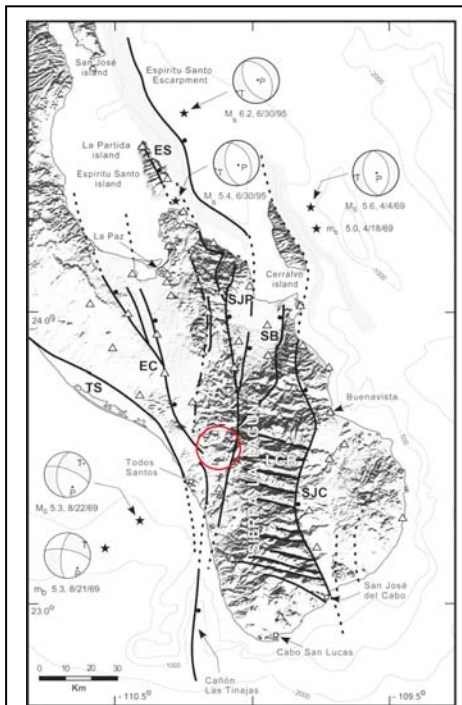 San José
island
Espiritu Santo
Escarpment
T
P
Ms 6.2, 6/30/95
La Partida
island
ES
T
P
T
P
Espiritu Santo
island
Ms 5.4, 6/30/95
Ms 5.6, 4/4/69
mb 5.0, 4/18/69
La Paz
Cerralvo
island
SJP
24.0°
SB
EC
TS
Buenavista
LCB
Todos
Santos
T
P
SJC
Ms 5.3, 8/22/69
T
P
mb 5.3, 8/21/69
San José
del Cabo
23.0°
Cabo San Lucas
0 10 20 30
Km
Cañón
Las Tinajas
1000
2000
- 110.5°
- 109.5°